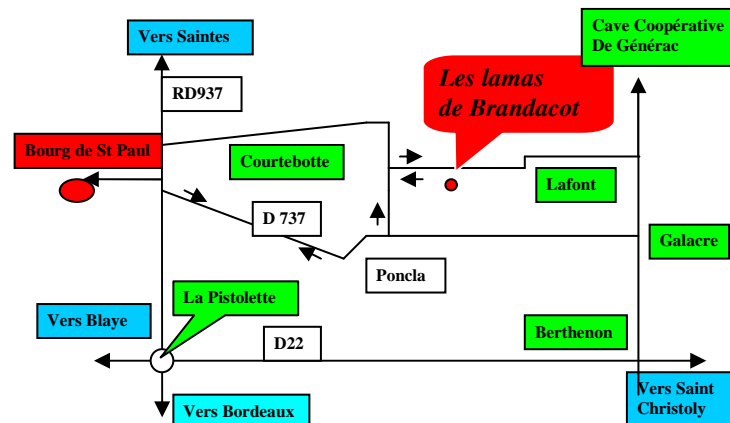 Cave Coopérative
De Générac
Vers Saintes
RD937
Les lamas
de Brandacot
Bourg de St Paul
Courtebotte
Lafont
D 737
Galacre
Poncla
La Pistolette
Vers Blaye
Berthenon
D22
Vers Saint
Christoly
Vers Bordeaux